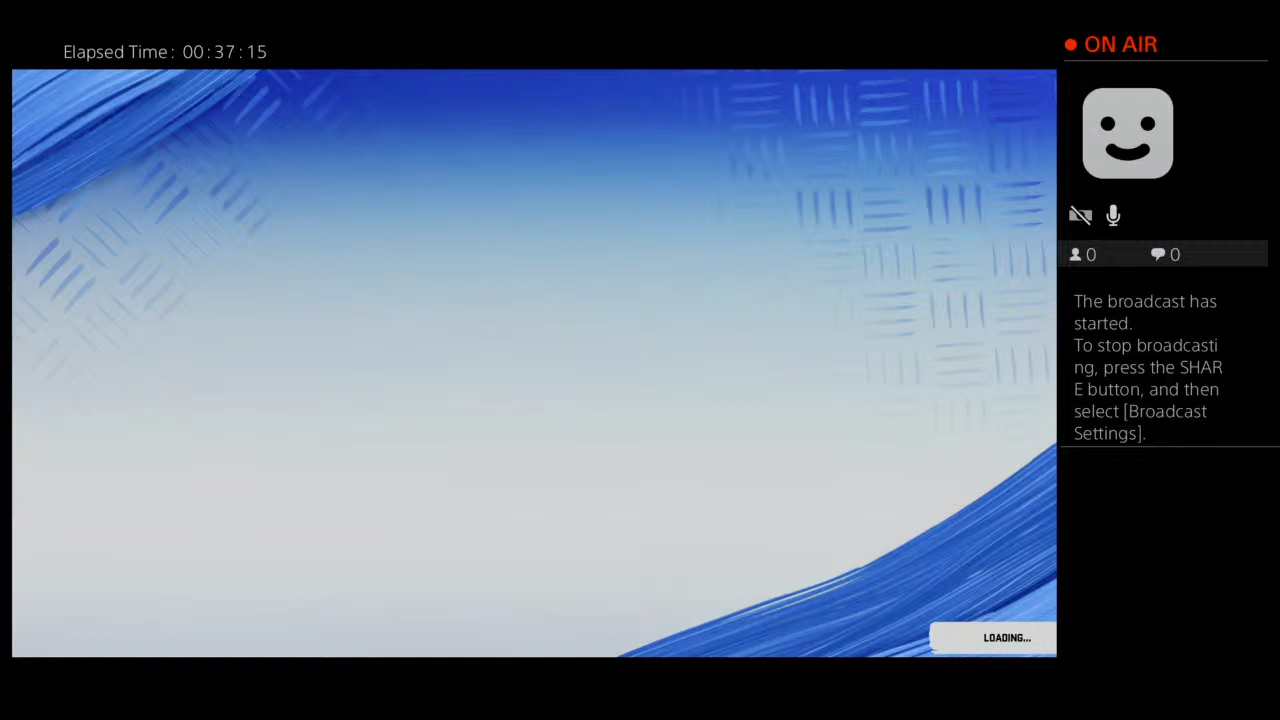 Elapsed Time: 00:37:15
ON AIR
0 0
The broadcast has
started.
To stop broadcasti
ng, press the SHAR
E button, and then
select [Broadcast
Settings].
LOADING...